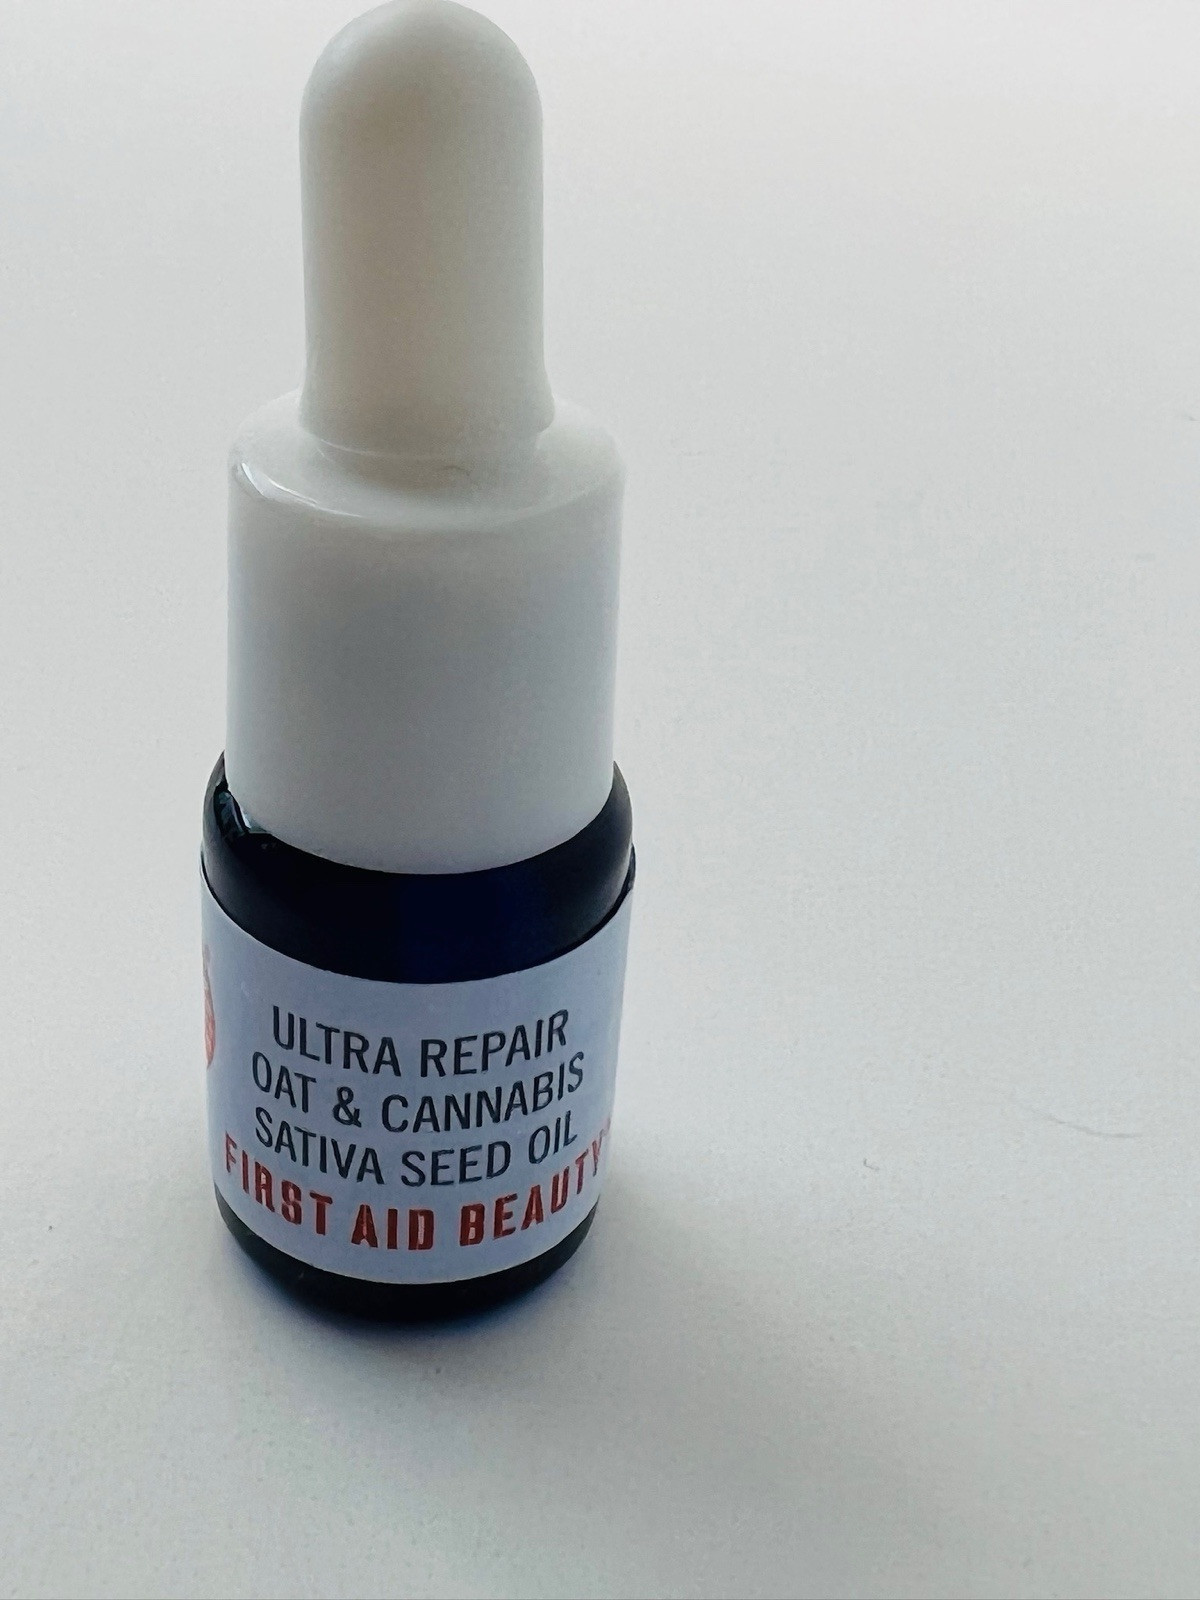 ULTRA REPAIR
OAT & CANNABIS
SATIVA SEED OIL
FIRST AID BEAUTY